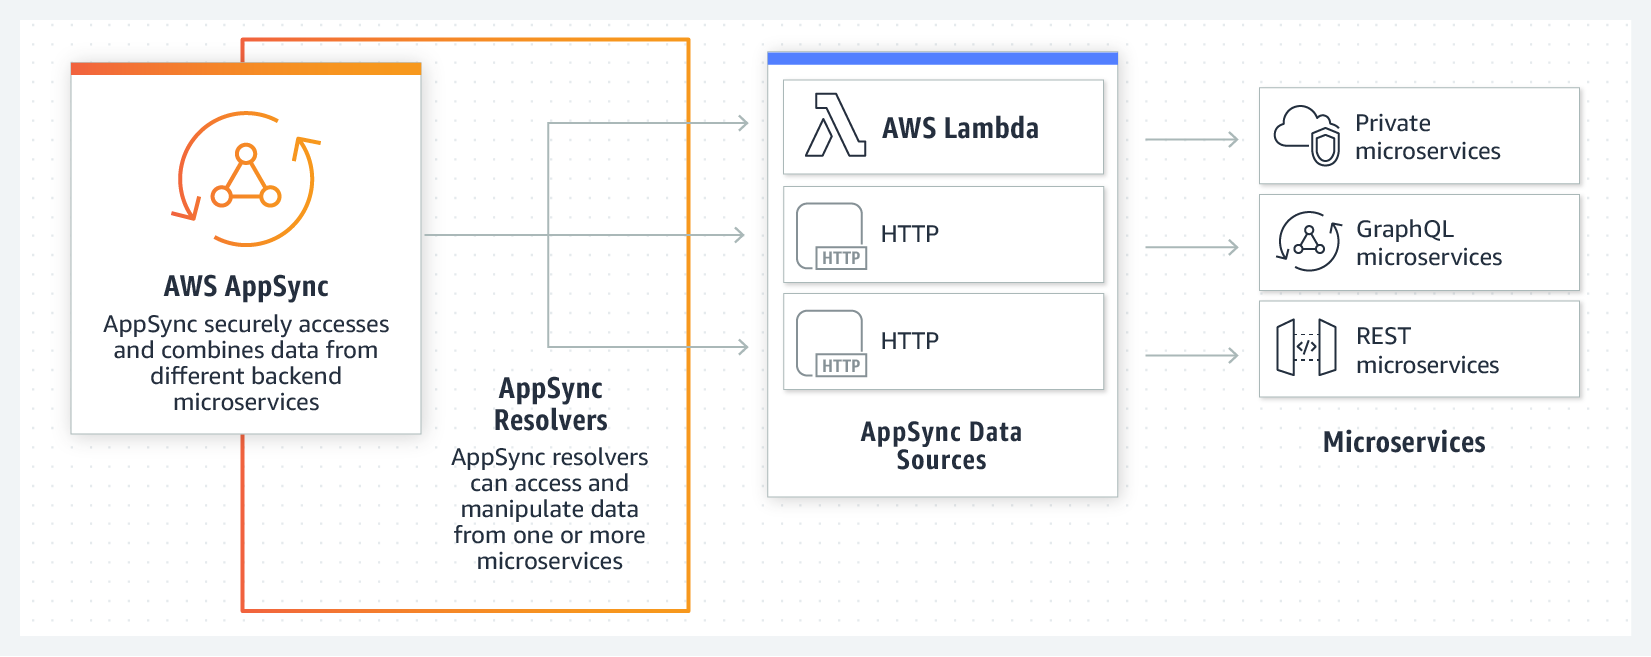 AWS AppSync
AppSync securely accesses
and combines data from
different backend
microservices
AppSync
Resolvers
AppSync resolvers
can access and
manipulate data
from one or more
microservices
AWS Lambda
HTTP
HTTP
HTTP
HTTP
AppSync Data
Sources
Private
microservices
GraphQL
microservices
</>
REST
microservices
Microservices